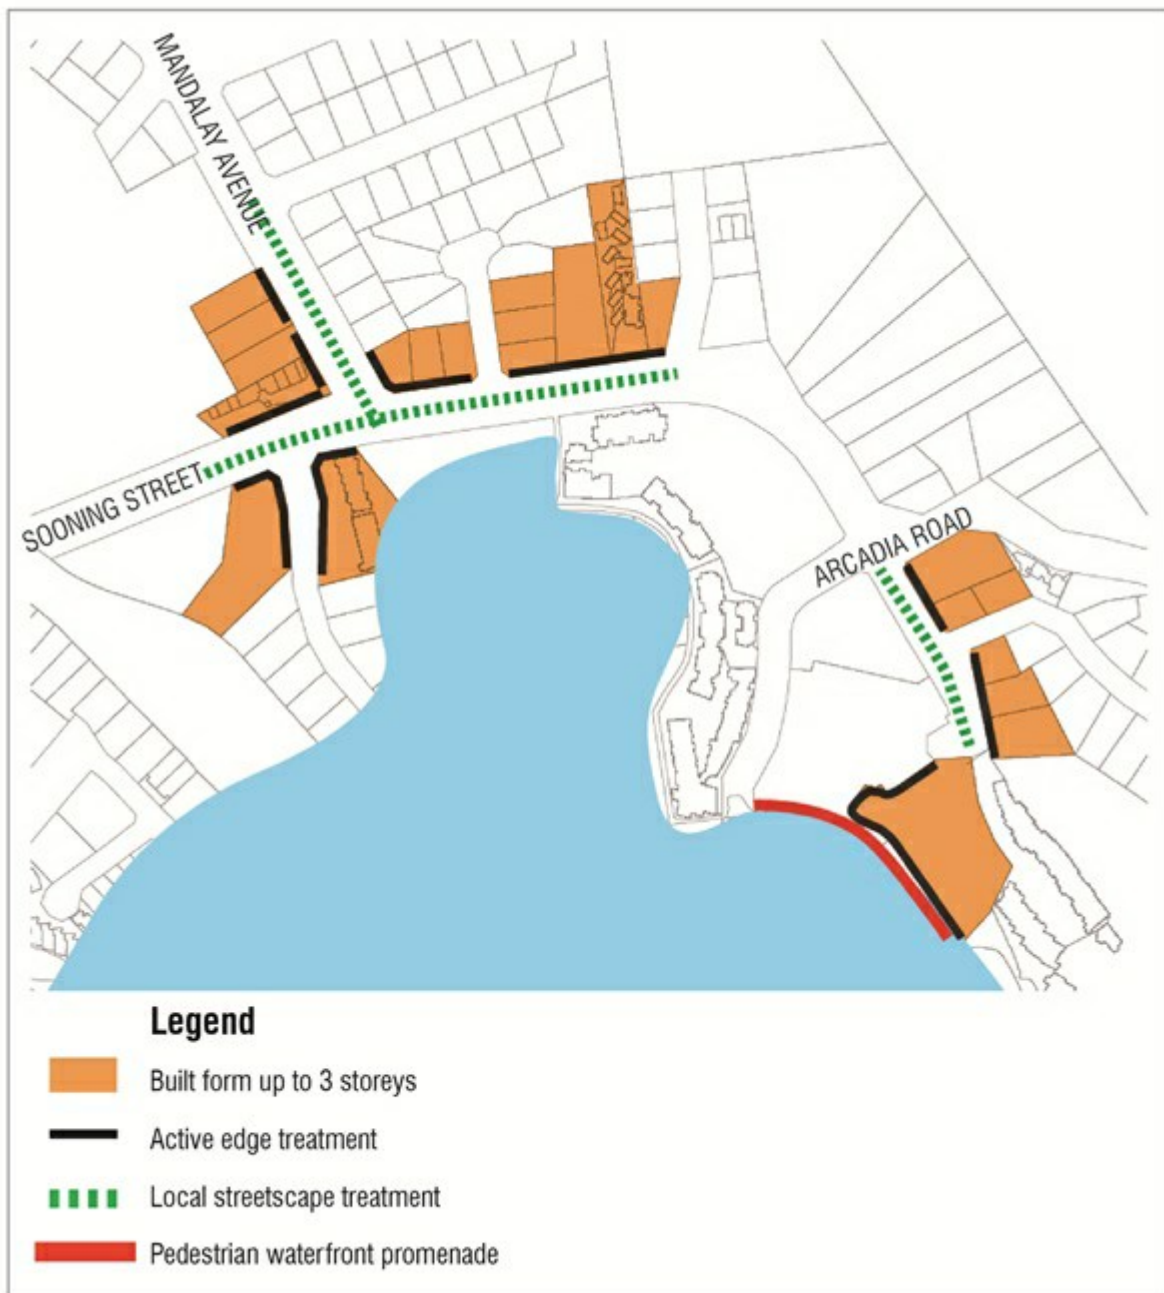 MANDALAY AVENUE
SOONING STREET
ARCADIA ROAD
Legend
Built form up to 3 storeys
Active edge treatment
Local streetscape treatment
Pedestrian waterfront promenade